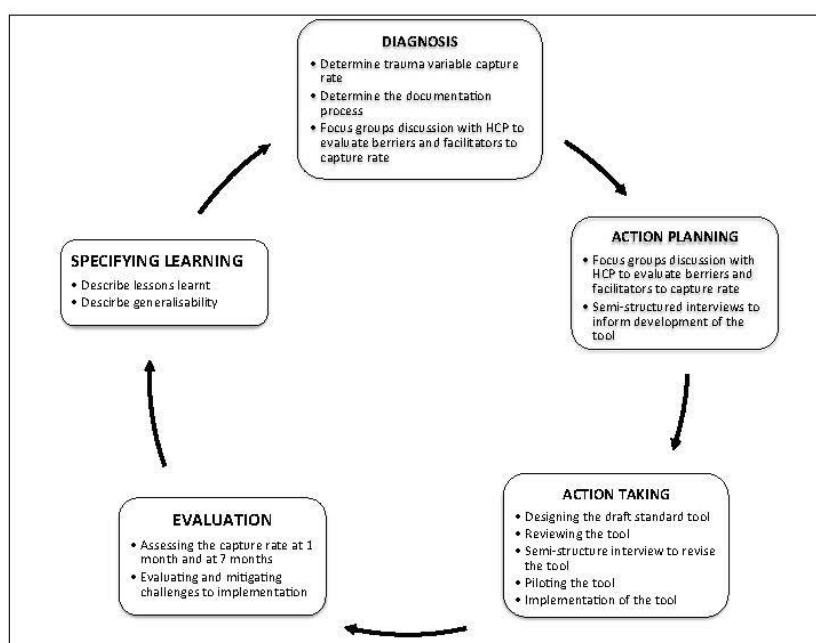 DIAGNOSIS
• Determine trauma variable capture
rate
• Determine the documentation
process
• Focus groups discussion with HCP to
evaluate berriers and facilitators to
capture rate
ACTION PLANNING
• Focus groups discussion with
HCP to evaluate berriers and
facilitators to capture rate
• Semi-structured interviews to
inform development of the
tool
ACTION TAKING
• Designing the draft standard tool
• Reviewing the tool
• Semi-structure interview to revise
the tool
• Piloting the tool
• Implementation of the tool
EVALUATION
• Assessing the capture rate at 1
month and at 7 months
• Evaluating and mitigating
challenges to implementation
SPECIFYING LEARNING
• Describe lessons learnt
• Descirbe generalisability